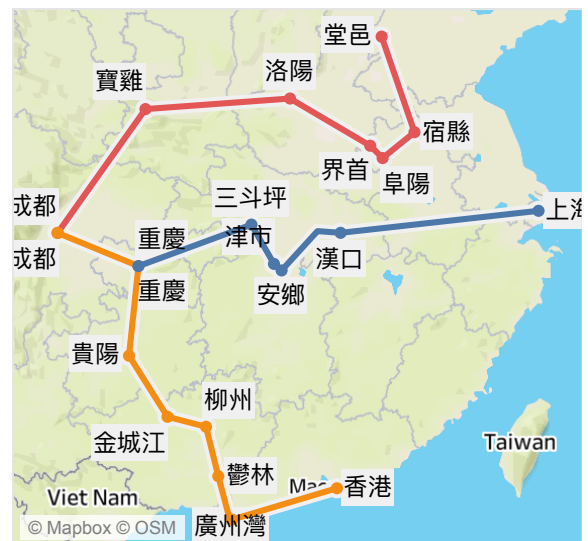 堂邑
洛陽
寶雞
宿縣
界首
阜陽
三斗坪
成都
上海
重慶
津市
漢口
成都
重慶
安鄉
貴陽
柳州
金城江
Taiwan
鬱林
Mac
香港
Viet Nam
廣州灣
© Mapbox © OSM